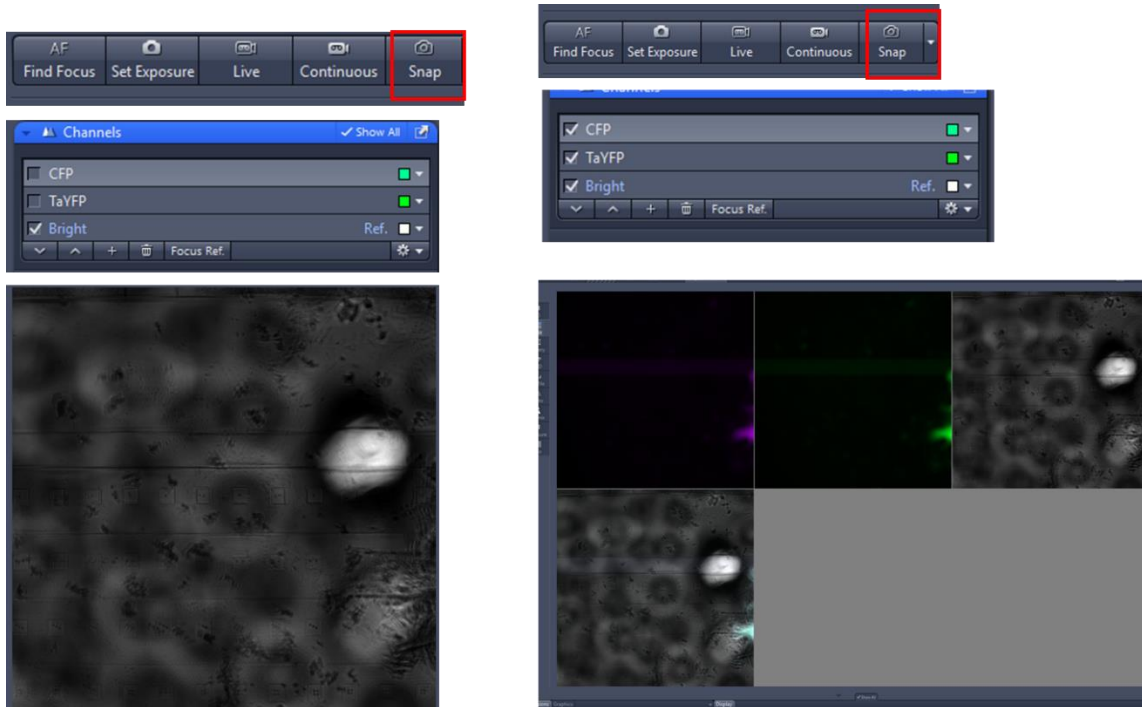 AF
Find Focus Set Exposure Live Continuous Snap
Channels ✓ Show All
CFP
TaYFP
Bright Ref.
Focus Ref.
AF
Find Focus Set Exposure Live Continuous Snap
CFP
TaYFP
Bright Ref.
Focus Ref.
Display